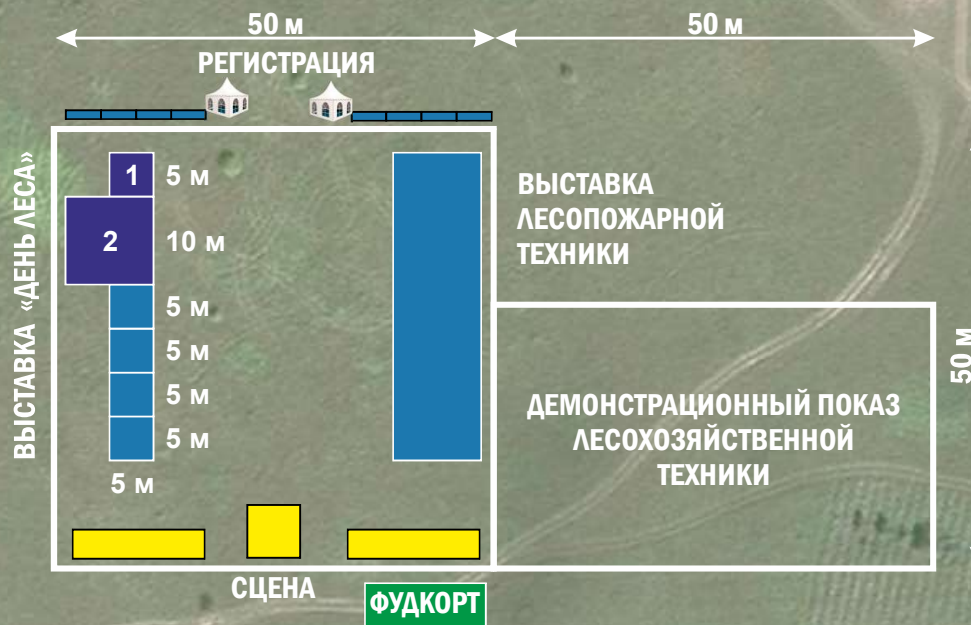 50 м
50 м
РЕГИСТРАЦИЯ
ВЫСТАВКА «ДЕНЬ ЛЕСА»
1
5 м
2
10 м
5 м
5 м
5 м
5 м
5 м
ВЫСТАВКА
ЛЕСОПОЖАРНОЙ
ТЕХНИКИ
50 м
ДЕМОНСТРАЦИОННЫЙ ПОКАЗ
ЛЕСОХОЗЯЙСТВЕННОЙ
ТЕХНИКИ
СЦЕНА
ФУДКОРТ